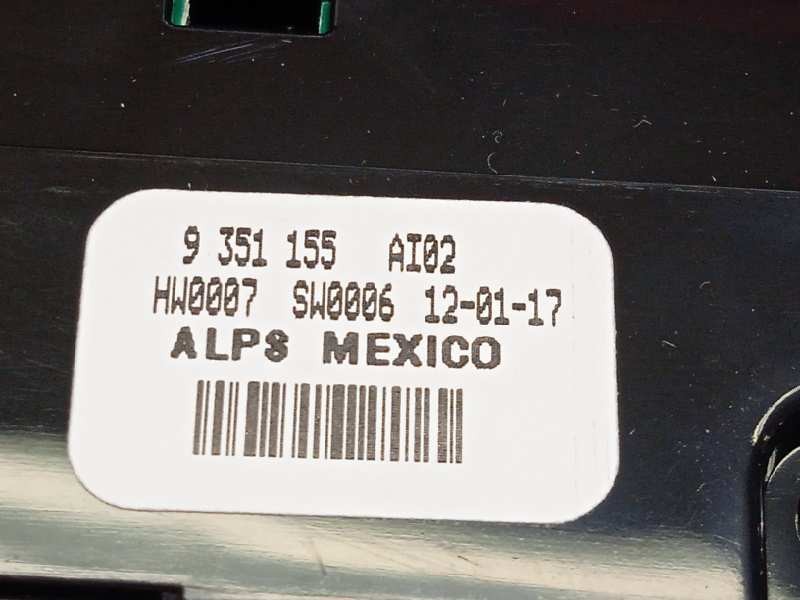 9 351 155 AI02
HW0007 SW0006 12-01-17
ALPS MEXICO